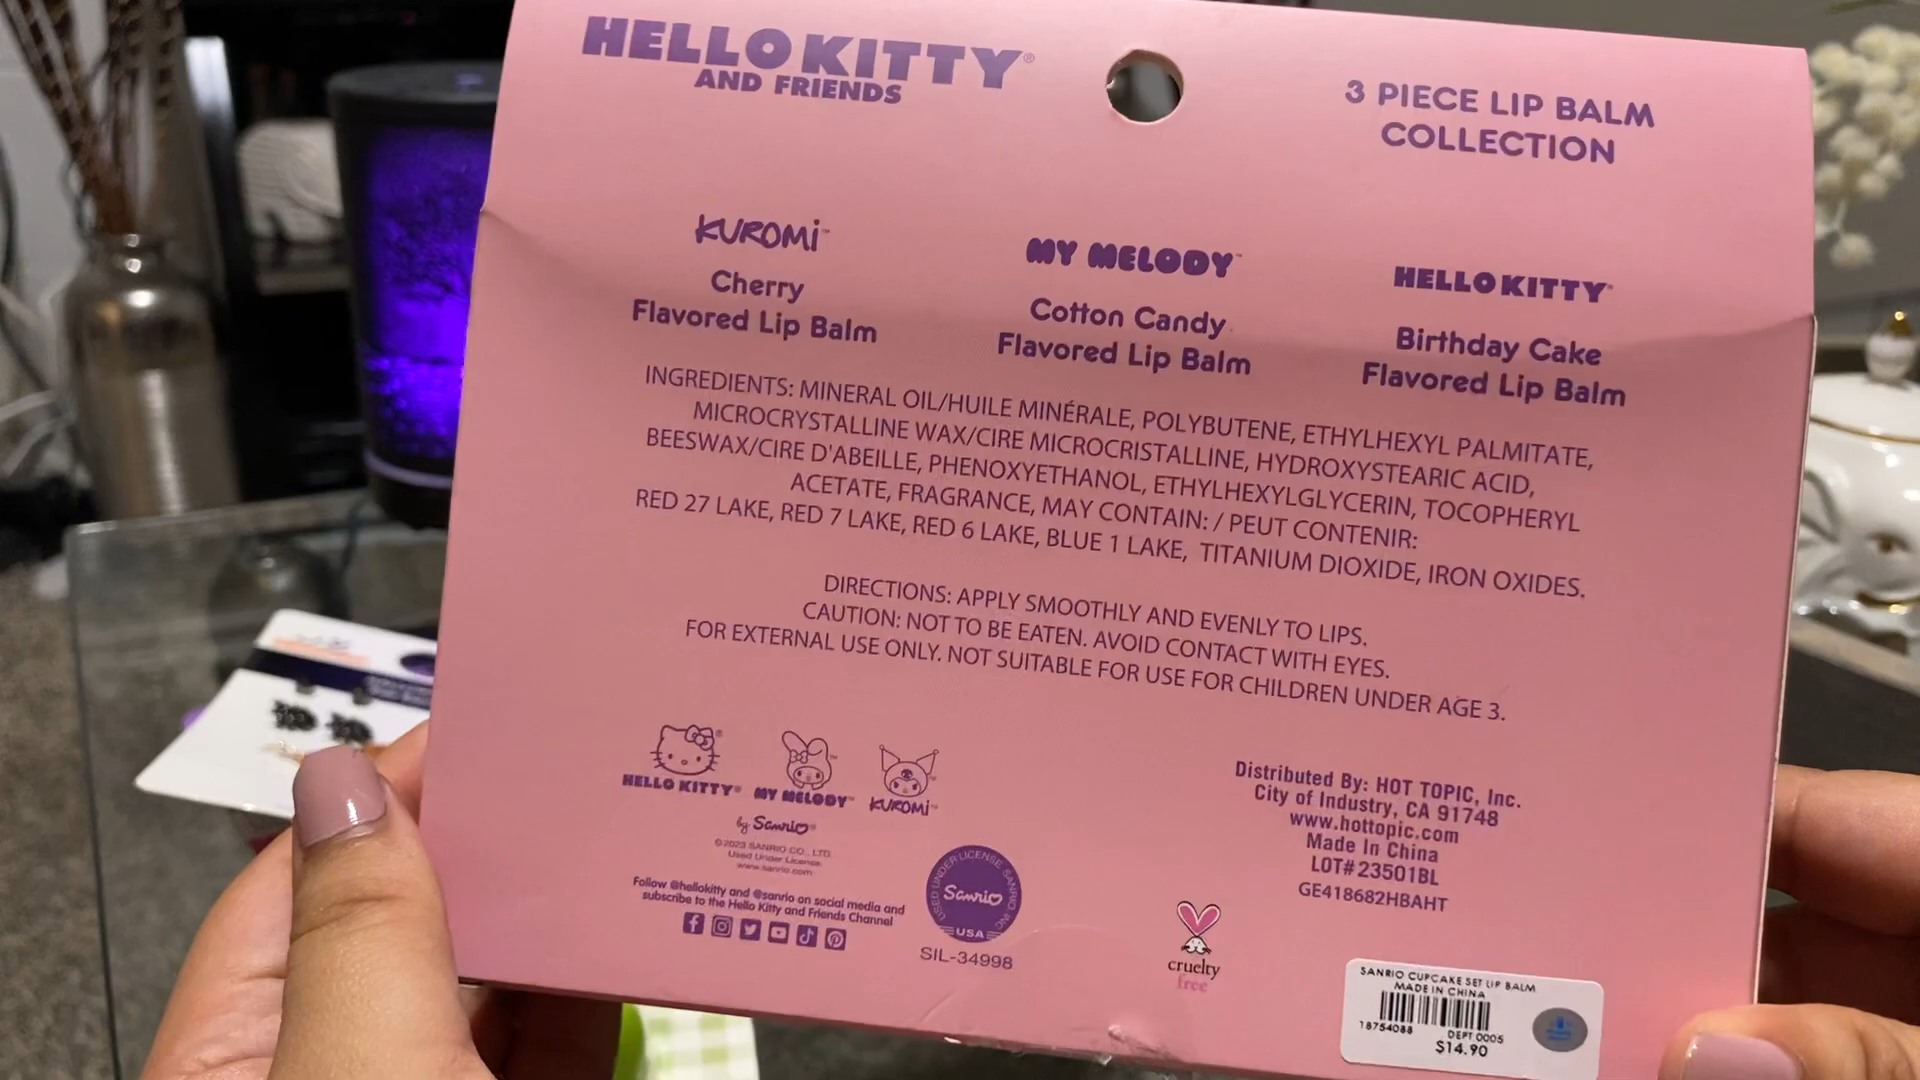 HELLO KITTY®
AND FRIENDS
3 PIECE LIP BALM
COLLECTION
KUROMi™
Cherry
Flavored Lip Balm
MY MELODY™
Cotton Candy
Flavored Lip Balm
HELLO KITTY®
Birthday Cake
Flavored Lip Balm
INGREDIENTS: MINERAL OIL/HUILE MINÉRALE, POLYBUTENE, ETHYLHEXYL PALMITATE,
MICROCRYSTALLINE WAX/CIRE MICROCRISTALLINE, HYDROXYSTEARIC ACID,
BEESWAX/CIRE D'ABEILLE, PHENOXYETHANOL, ETHYLHEXYLGLYCERIN, TOCOPHERYL
ACETATE, FRAGRANCE, MAY CONTAIN: / PEUT CONTENIR:
RED 27 LAKE, RED 7 LAKE, RED 6 LAKE, BLUE 1 LAKE, TITANIUM DIOXIDE, IRON OXIDES.
DIRECTIONS: APPLY SMOOTHLY AND EVENLY TO LIPS.
CAUTION: NOT TO BE EATEN. AVOID CONTACT WITH EYES.
FOR EXTERNAL USE ONLY. NOT SUITABLE FOR USE FOR CHILDREN UNDER AGE 3.
HELLO KITTY® MY MELODY™ KUROMi™
by Sanrio®
©2023 SANRIO CO., LTD.
Used Under License.
www.sanrio.com
Follow @hellokitty and @sanrio on social media and
subscribe to the Hello Kitty and Friends Channel
USED UNDER LICENSE, SANRIO INC.
Sanrio
USA
SIL-34998
Distributed By: HOT TOPIC, Inc.
City of Industry, CA 91748
www.hottopic.com
Made In China
LOT# 23501BL
GE418682HBAHT
cruelty
free
SANRIO CUPCAKE SET LIP BALM
MADE IN CHINA
18754088 DEPT 0005
$14.90